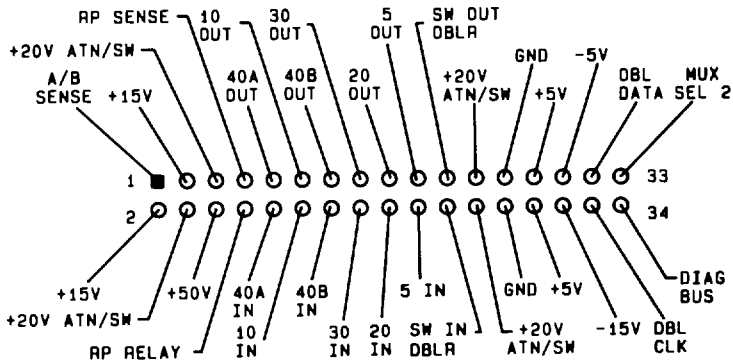 RP SENSE
10 OUT
30 OUT
5 OUT
SW OUT DBLR
+20V ATN/SW
A/B SENSE
+15V
40A OUT
40B OUT
20 OUT
+20V ATN/SW
GND
+5V
-5V
DBL DATA
MUX SEL 2
1
33
2
34
+15V
+20V ATN/SW
+50V
RP RELAY
40A IN
10 IN
40B IN
30 IN
20 IN
5 IN
SW IN DBLR
GND
+20V ATN/SW
+5V
-15V
DBL CLK
DIAG BUS